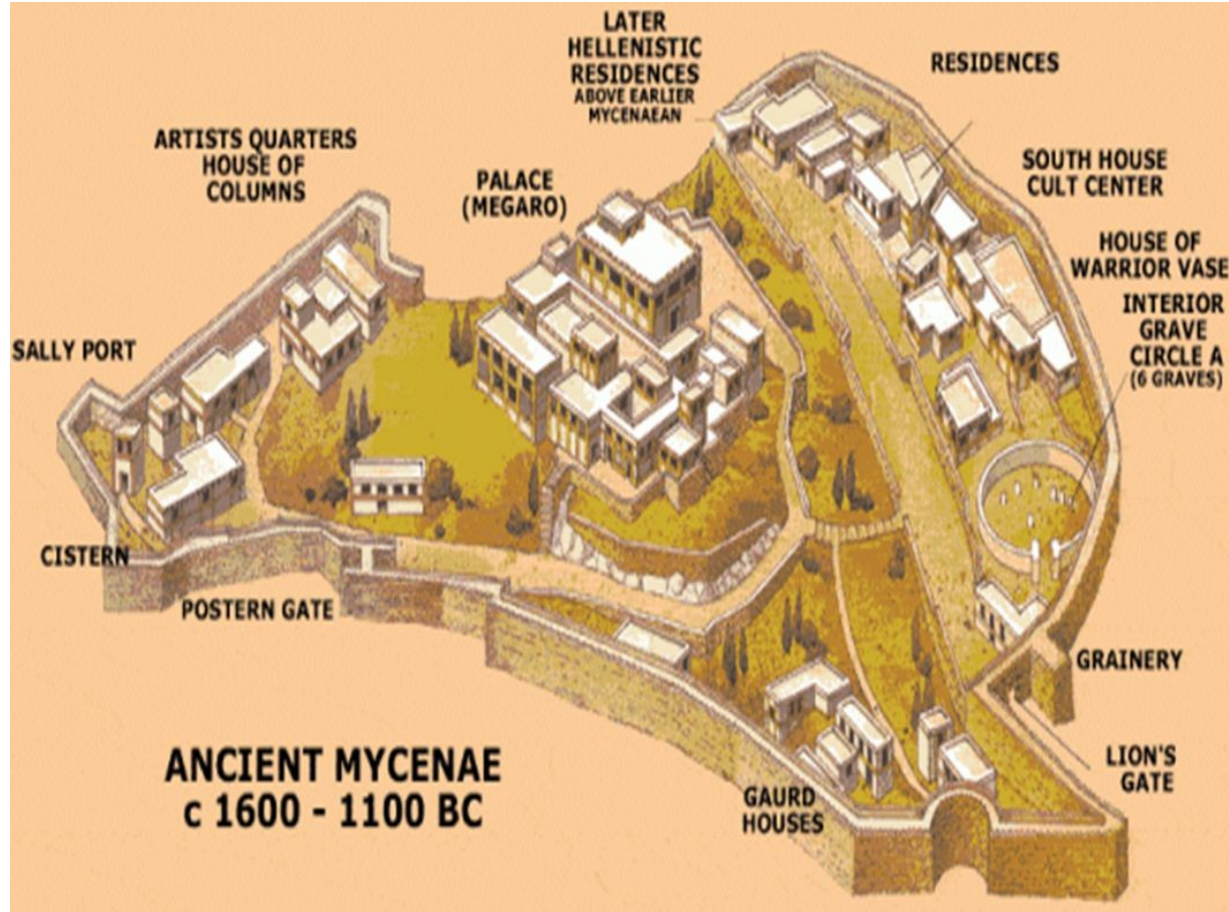 LATER
HELLENISTIC
RESIDENCES
ABOVE EARLIER
MYCENAEAN
RESIDENCES
ARTISTS QUARTERS
HOUSE OF
COLUMNS
PALACE
(MEGARO)
SOUTH HOUSE
CULT CENTER
HOUSE OF
WARRIOR VASE
INTERIOR
GRAVE
CIRCLE A
(6 GRAVES)
SALLY PORT
CISTERN
POSTERN GATE
GRAINERY
LION'S
GATE
GAURD
HOUSES
ANCIENT MYCENAE
c 1600 - 1100 BC